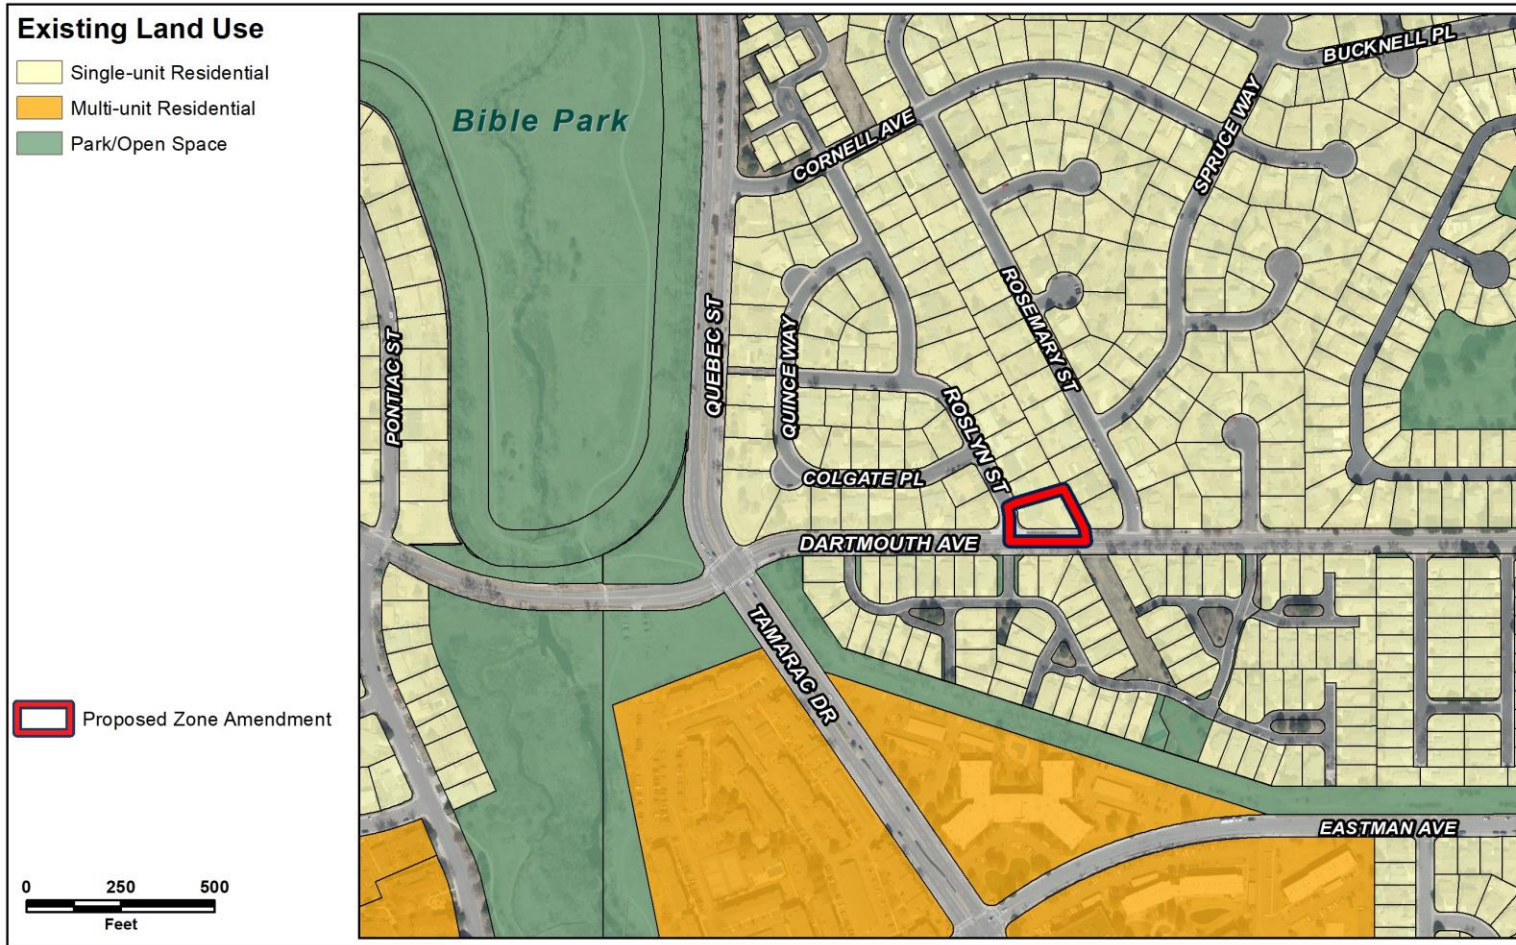 Existing Land Use
Single-unit Residential
Multi-unit Residential
Park/Open Space
Proposed Zone Amendment
0 250 500
Feet
Bible Park
BUCKNELL PL
CORNELL AVE
SPRUCE WAY
ROSEMARY ST
QUEBEC ST
QUINCE WAY
PONTIAC ST
ROSLYN ST
COLGATE PL
DARTMOUTH AVE
TAMARAC DR
EASTMAN AVE